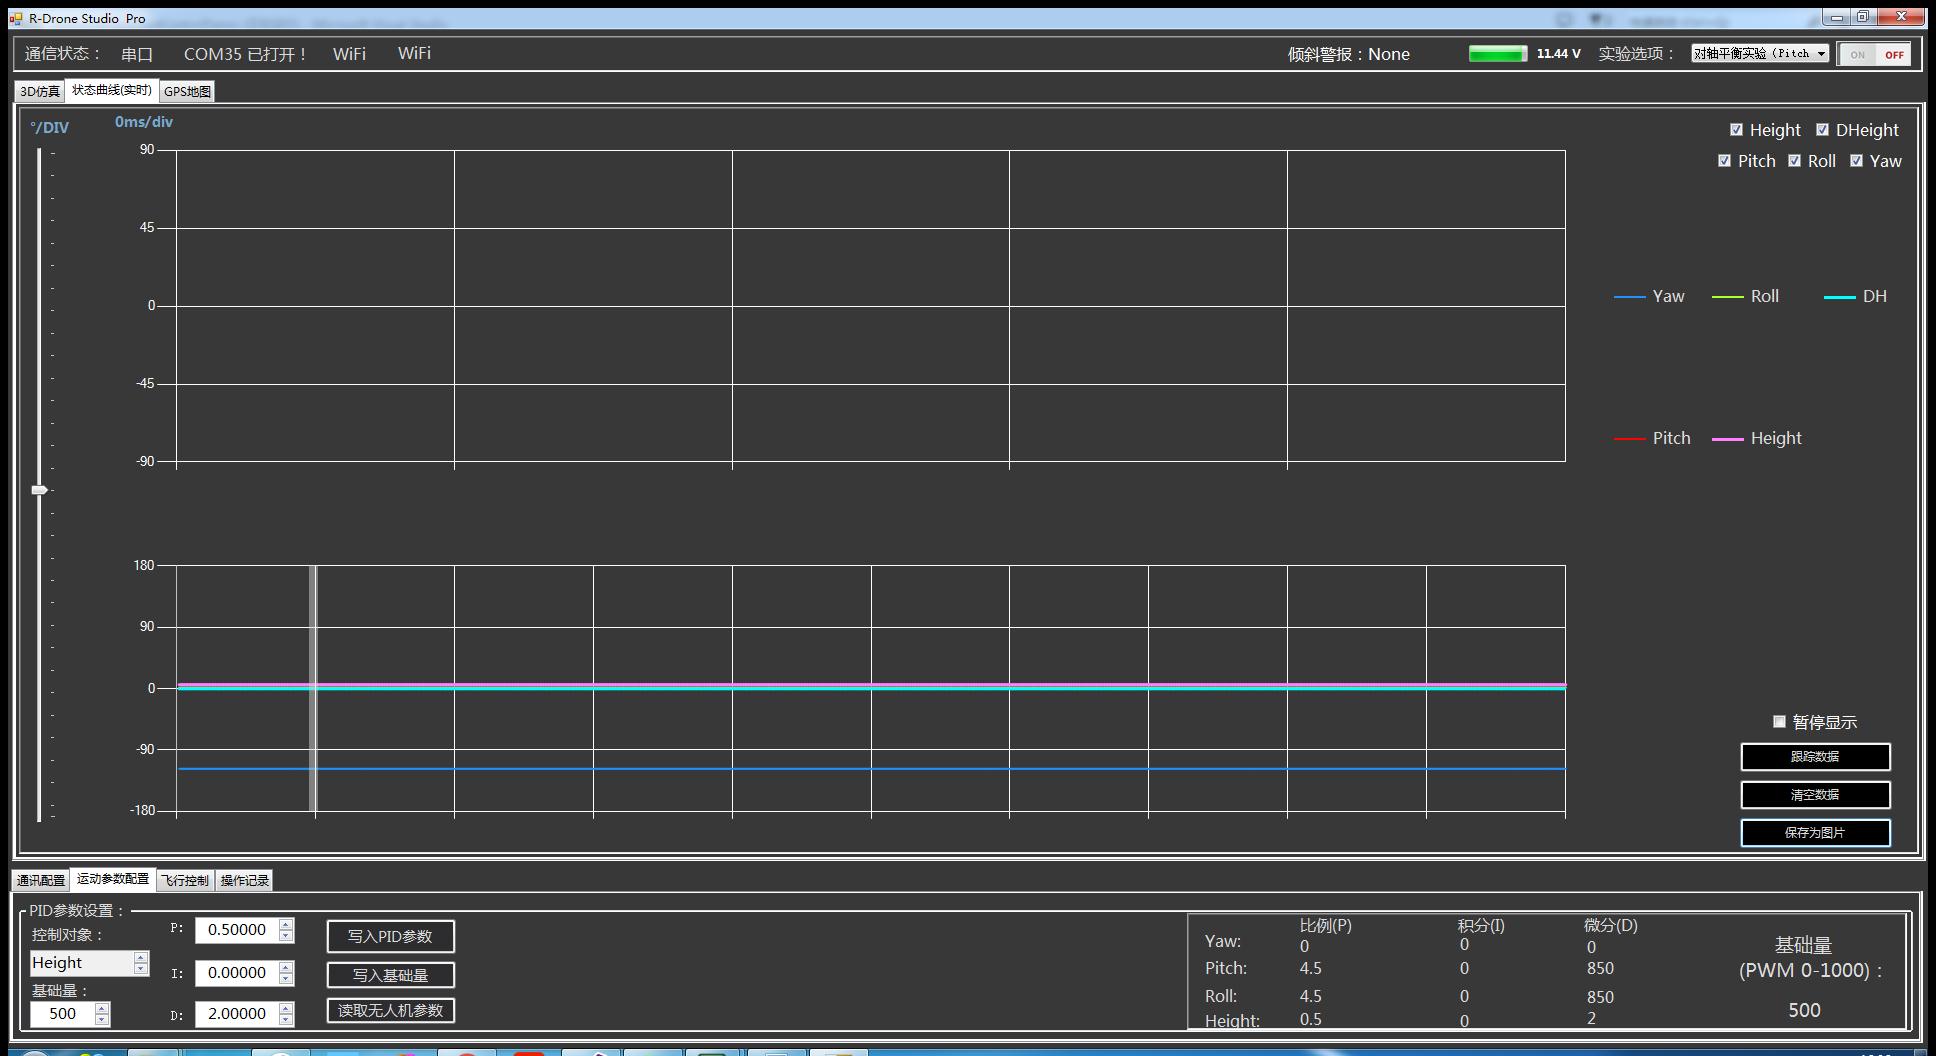 R-Drone Studio Pro
通信状态： 串口 COM35 已打开！ WiFi WiFi 倾斜警报：None 11.44 V 实验选项： 对轴平衡实验（Pitch ON OFF
3D仿真 状态曲线(实时) GPS地图
°/DIV 0ms/div
Height DHeight
Pitch Roll Yaw
90
45
0
-45
-90
Yaw Roll DH
Pitch Height
180
90
0
-90
-180
暂停显示
跟踪数据
清空数据
保存为图片
通讯配置 运动参数配置 飞行控制 操作记录
PID参数设置：
控制对象：
Height
基础量：
500
P: 0.50000
I: 0.00000
D: 2.00000
写入PID参数
写入基础量
读取无人机参数
比例(P) 积分(I) 微分(D)
Yaw: 0 0 0
Pitch: 4.5 0 850
Roll: 4.5 0 850
Height: 0.5 0 2
基础量
(PWM 0-1000)：
500